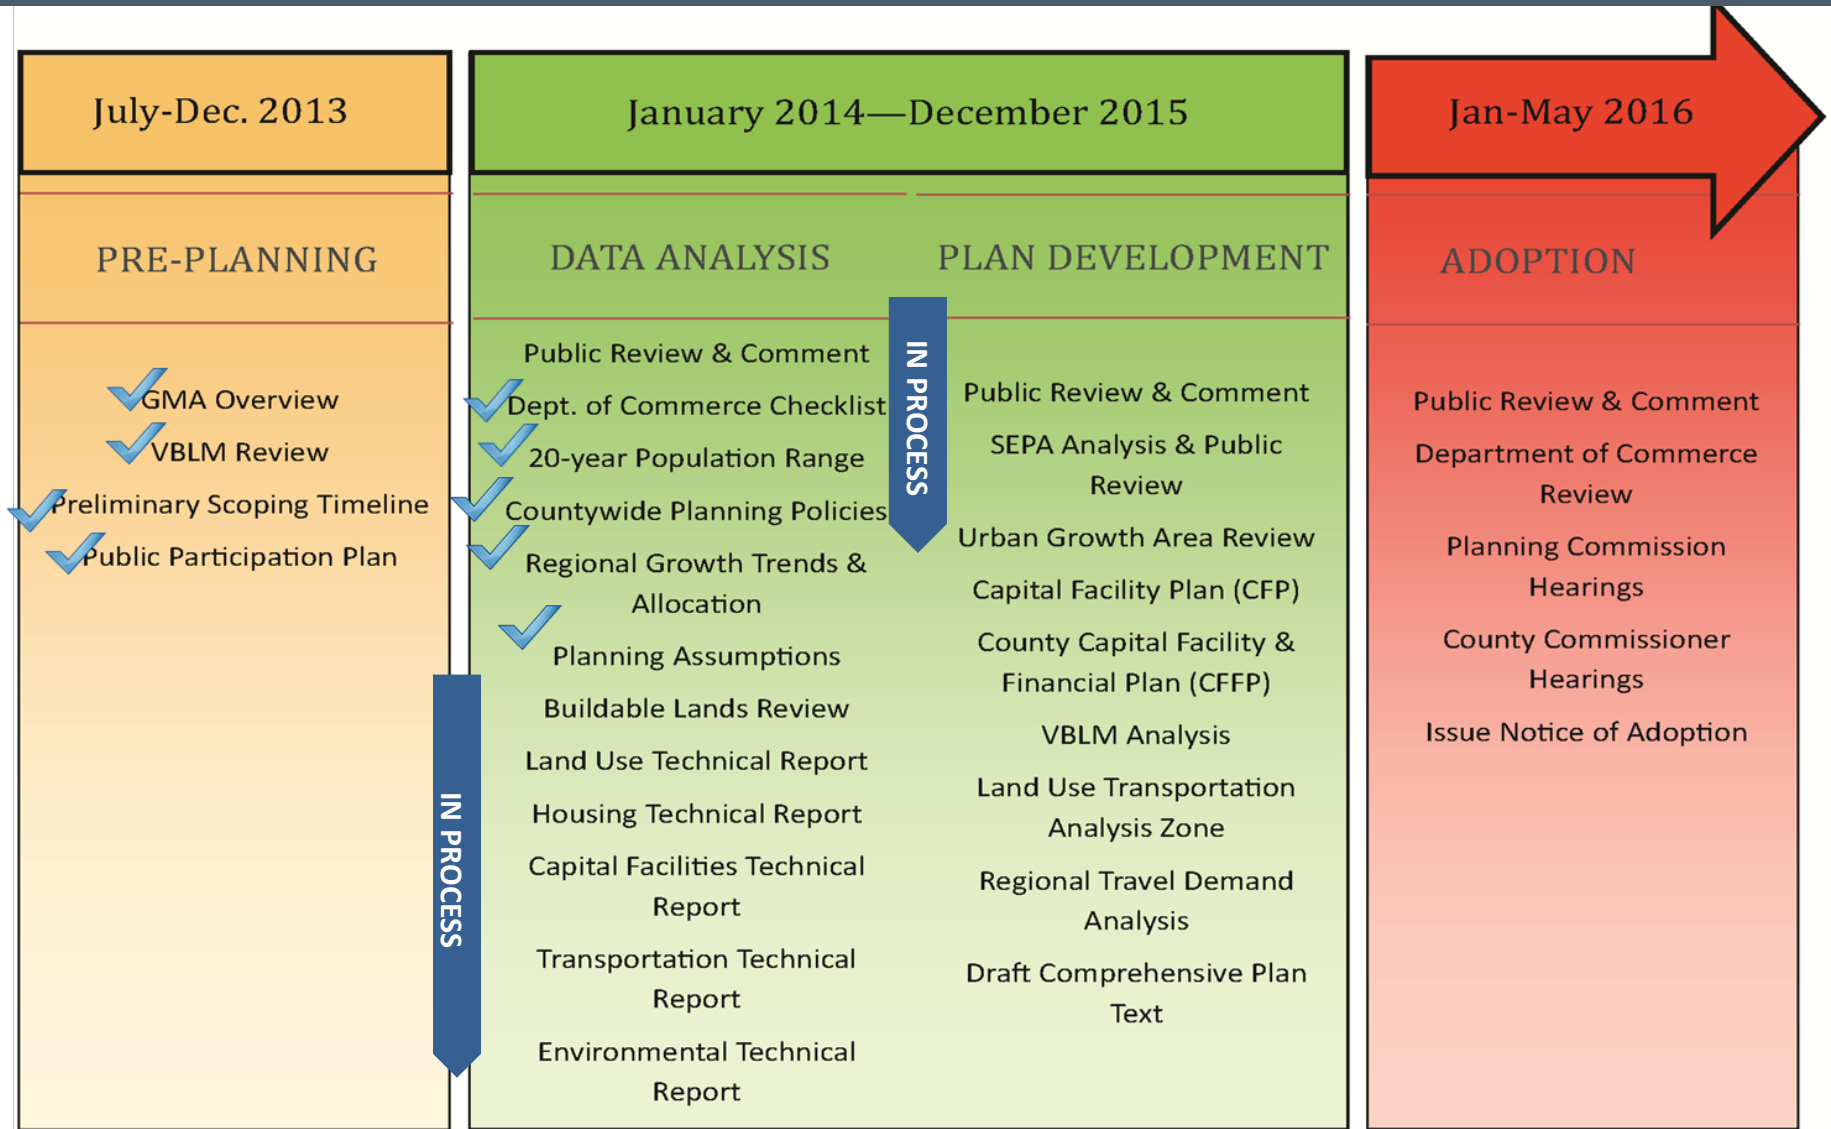 July-Dec. 2013
January 2014—December 2015
Jan-May 2016
PRE-PLANNING
GMA Overview
VBLM Review
Preliminary Scoping Timeline
Public Participation Plan
DATA ANALYSIS
Public Review & Comment
Dept. of Commerce Checklist
20-year Population Range
Countywide Planning Policies
Regional Growth Trends &
Allocation
Planning Assumptions
Buildable Lands Review
Land Use Technical Report
Housing Technical Report
Capital Facilities Technical
Report
Transportation Technical
Report
Environmental Technical
Report
IN PROCESS
PLAN DEVELOPMENT
IN PROCESS
Public Review & Comment
SEPA Analysis & Public
Review
Urban Growth Area Review
Capital Facility Plan (CFP)
County Capital Facility &
Financial Plan (CFFP)
VBLM Analysis
Land Use Transportation
Analysis Zone
Regional Travel Demand
Analysis
Draft Comprehensive Plan
Text
ADOPTION
Public Review & Comment
Department of Commerce
Review
Planning Commission
Hearings
County Commissioner
Hearings
Issue Notice of Adoption